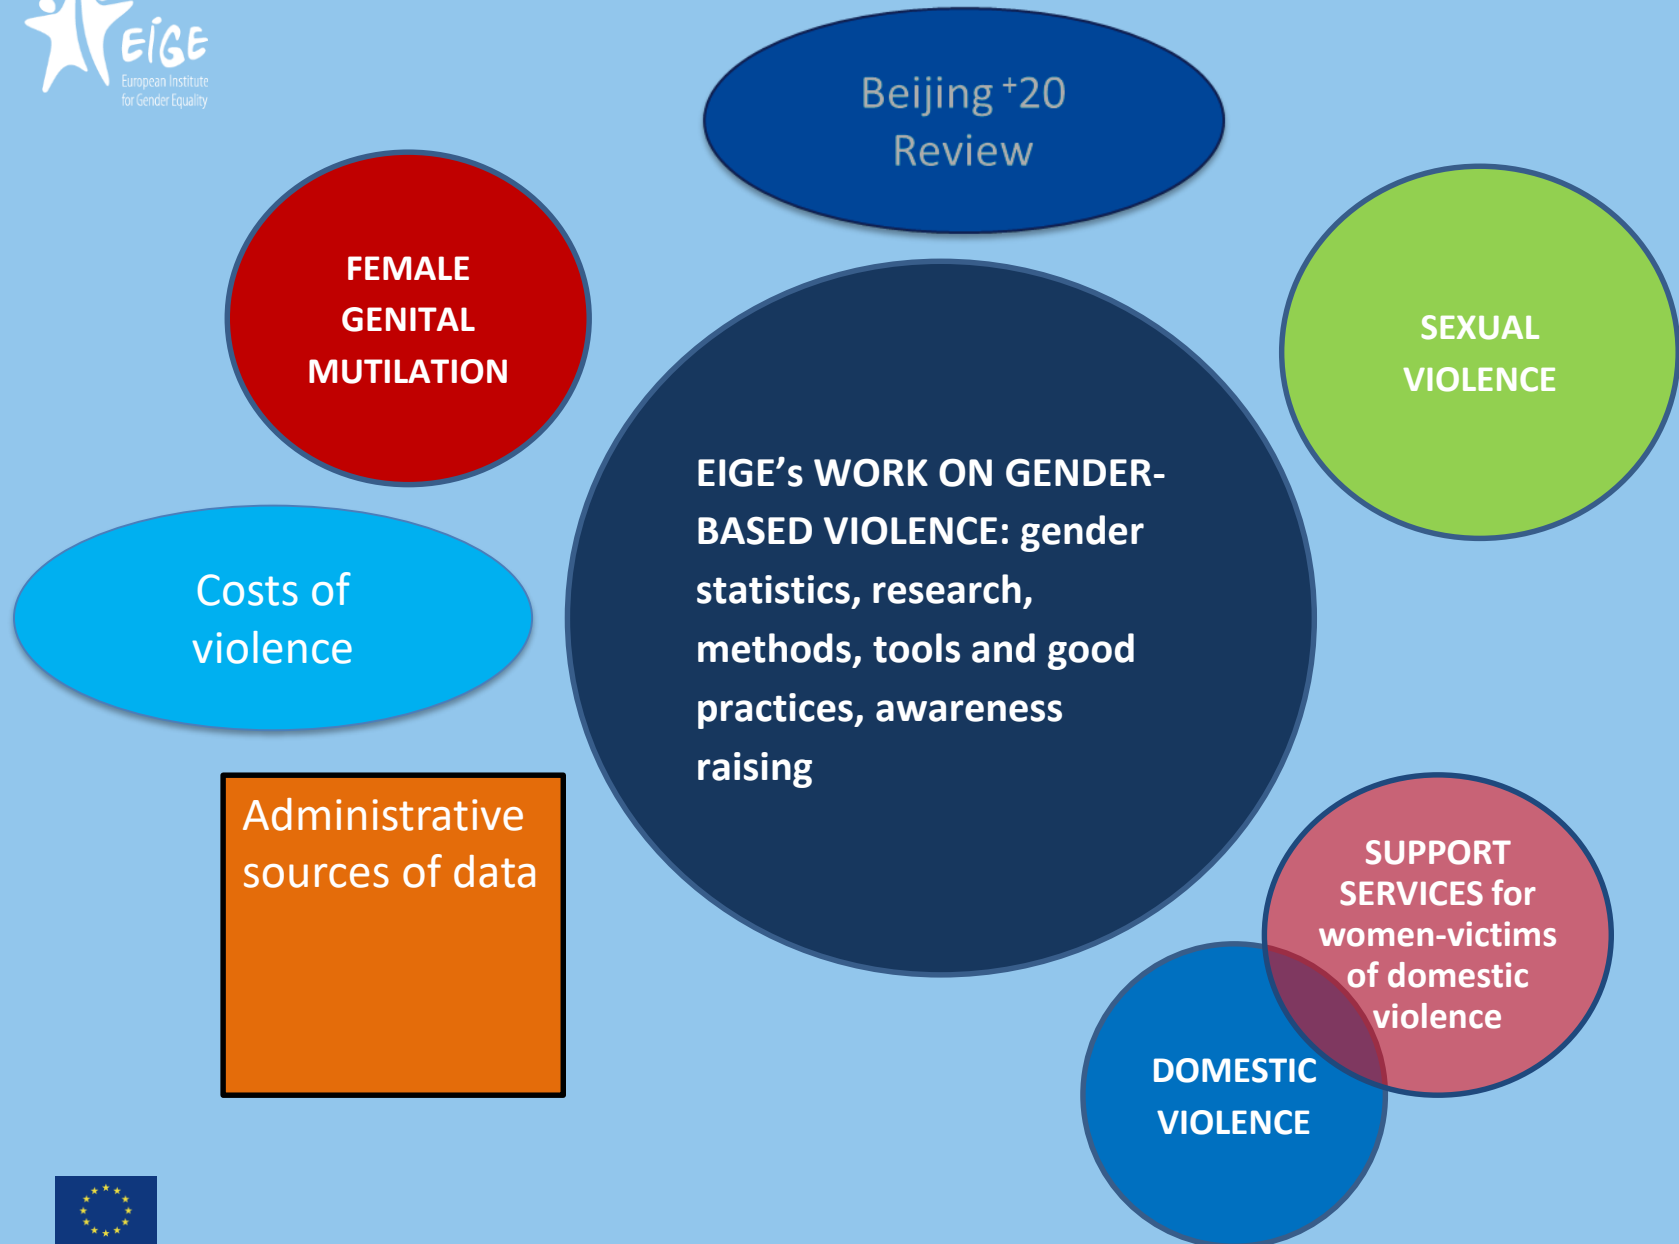 EIGE
European Institute
for Gender Equality
Beijing +20
Review
FEMALE
GENITAL
MUTILATION
SEXUAL
VIOLENCE
EIGE’s WORK ON GENDER-
BASED VIOLENCE: gender
statistics, research,
methods, tools and good
practices, awareness
raising
Costs of
violence
Administrative
sources of data
SUPPORT
SERVICES for
women-victims
of domestic
violence
DOMESTIC
VIOLENCE